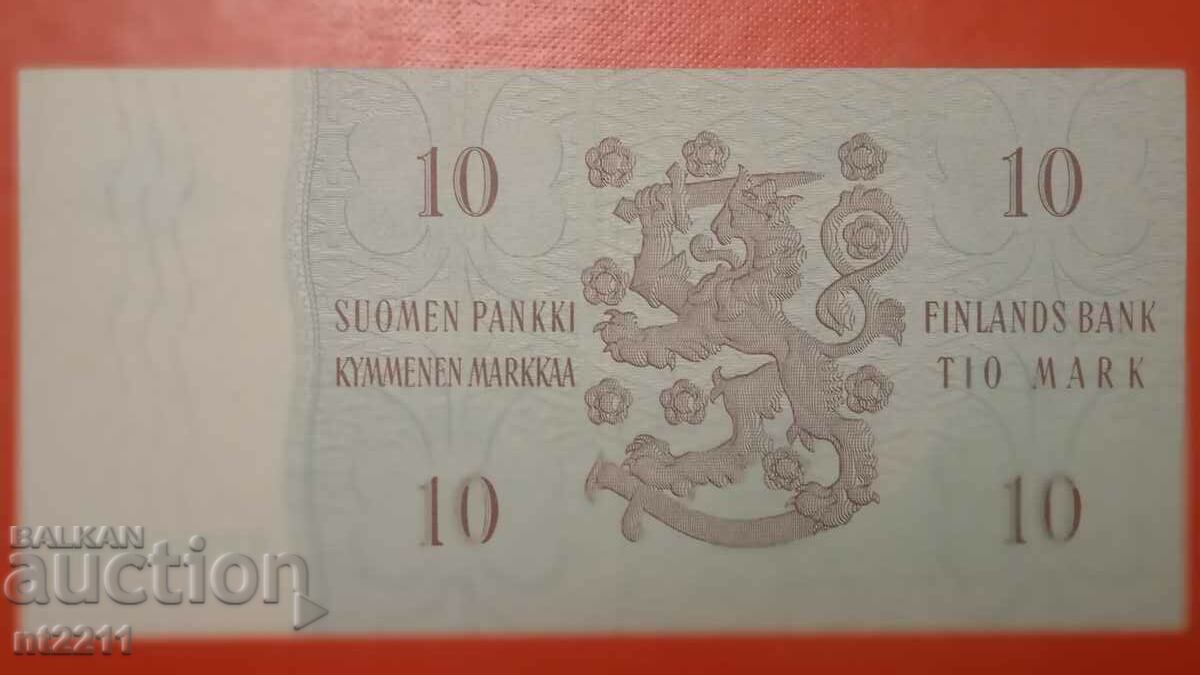 10 10
SUOMEN PANKKI
KYMMENEN MARKKAA
FINLANDS BANK
TIO MARK
10 10
BALKAN
auction
nt2211